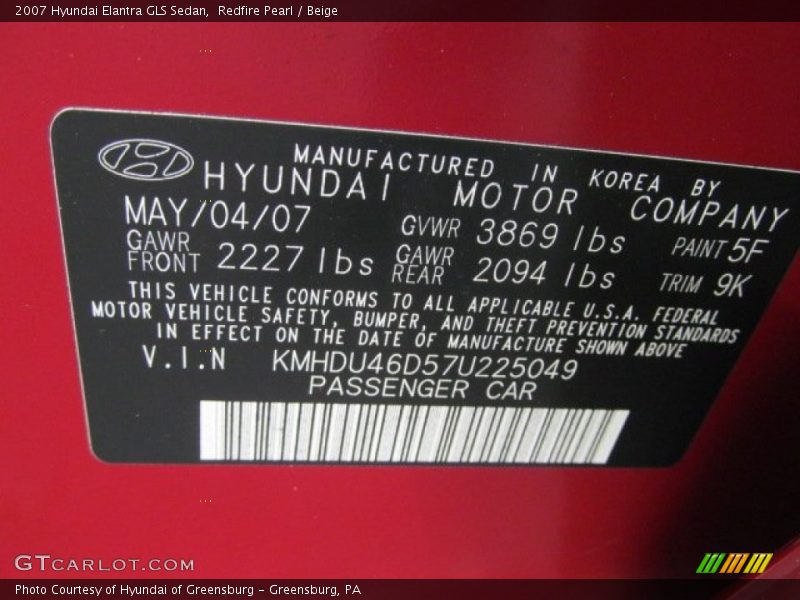 2007 Hyundai Elantra GLS Sedan,  Redfire Pearl / Beige
MANUFACTURED IN KOREA BY
HYUNDAI MOTOR COMPANY
MAY/04/07 GVWR 3869 lbs PAINT 5F
GAWR FRONT 2227 lbs GAWR REAR 2094 lbs TRIM 9K
THIS VEHICLE CONFORMS TO ALL APPLICABLE U.S.A. FEDERAL
MOTOR VEHICLE SAFETY, BUMPER, AND THEFT PREVENTION STANDARDS
IN EFFECT ON THE DATE OF MANUFACTURE SHOWN ABOVE
V.I.N KMHDU46D57U225049
PASSENGER CAR
GTCARLOT.COM
Photo Courtesy of Hyundai of Greensburg - Greensburg, PA